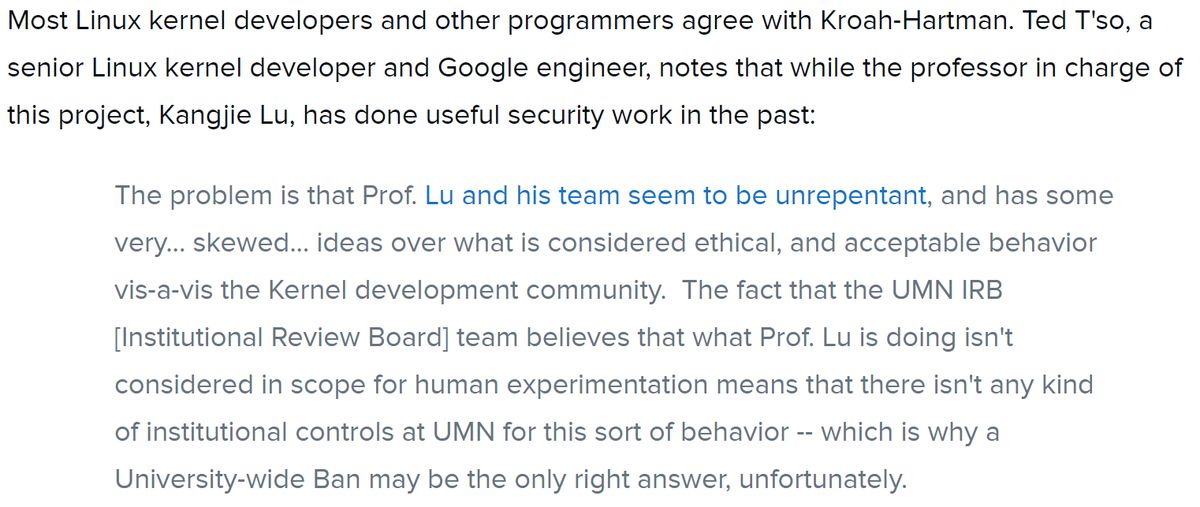 Most Linux kernel developers and other programmers agree with Kroah-Hartman. Ted T'so, a
senior Linux kernel developer and Google engineer, notes that while the professor in charge of
this project, Kangjie Lu, has done useful security work in the past:
The problem is that Prof. Lu and his team seem to be unrepentant, and has some
very... skewed... ideas over what is considered ethical, and acceptable behavior
vis-a-vis the Kernel development community.  The fact that the UMN IRB
[Institutional Review Board] team believes that what Prof. Lu is doing isn't
considered in scope for human experimentation means that there isn't any kind
of institutional controls at UMN for this sort of behavior -- which is why a
University-wide Ban may be the only right answer, unfortunately.